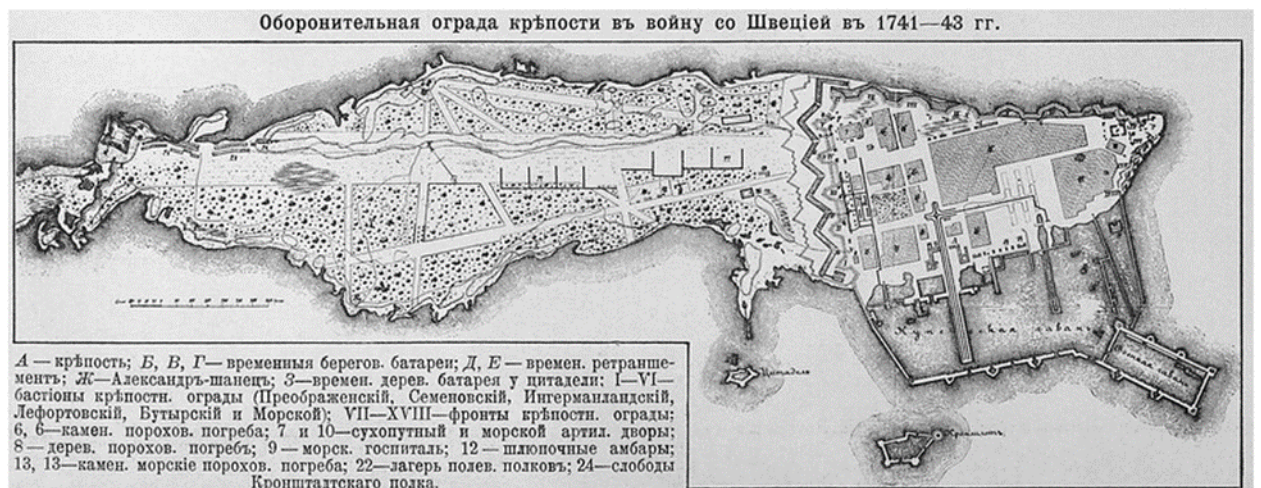 Оборонительная ограда крѣпости въ войну со Швеціей въ 1741—43 гг.
Цитадель
Кроншлотъ
Купеческая гавань
А — крѣпость; Б, В, Г — временныя берегов. батареи; Д, Е — времен. ретранше-
ментъ; Ж—Александръ-шанецъ; З—времен. дерев. батарея у цитадели; I—VI—
бастіоны крѣпостн. ограды (Преображенскій, Семеновскій, Ингерманландскій,
Лефортовскій, Бутырскій и Морской); VII—XVIII—фронты крѣпостн. ограды;
6, 6—камен. порохов. погреба; 7 и 10—сухопутный и морской артил. дворы;
8 — дерев. порохов. погребъ; 9 — морск. госпиталь; 12 — шлюпочные амбары;
13, 13—камен. морскіе порохов. погреба; 22—лагерь полев. полковъ; 24—слободы
Кронштадтскаго полка.